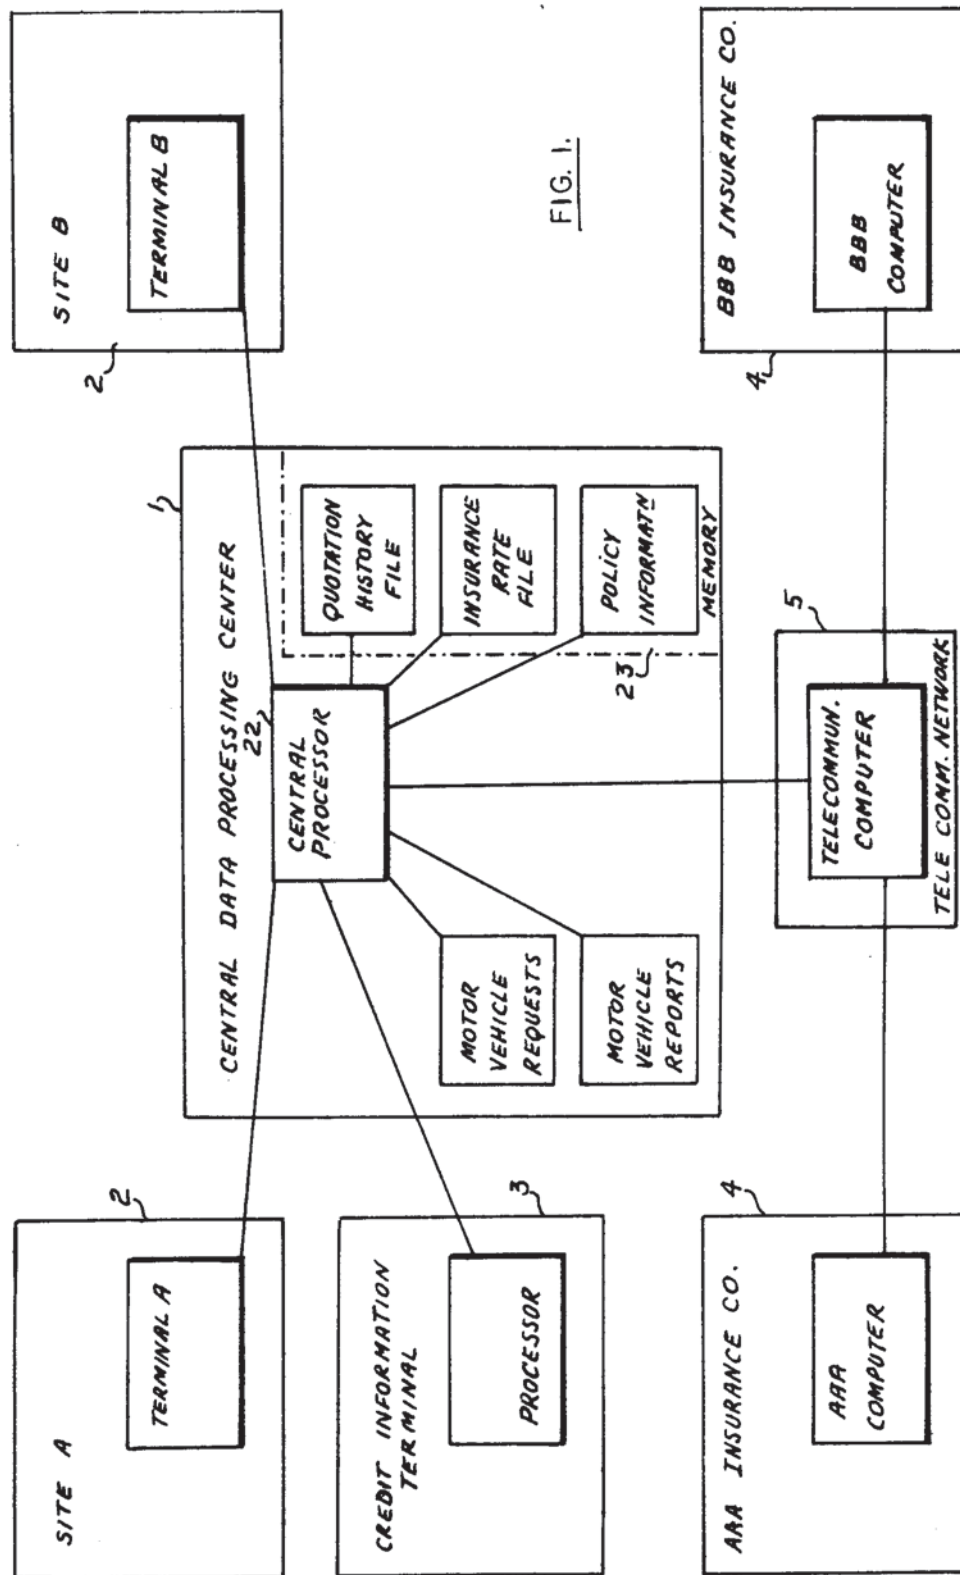 SITE A
TERMINAL A
2
CREDIT INFORMATION
TERMINAL
PROCESSOR
3
AAA INSURANCE CO.
AAA
COMPUTER
4
CENTRAL DATA PROCESSING CENTER
1
22
CENTRAL
PROCESSOR
MOTOR
VEHICLE
REQUESTS
MOTOR
VEHICLE
REPORTS
QUOTATION
HISTORY
FILE
INSURANCE
RATE
FILE
POLICY
INFORMATN
MEMORY
23
TELECOMMUN.
COMPUTER
TELE COMM. NETWORK
5
SITE B
TERMINAL B
2
FIG. 1.
BBB INSURANCE CO.
BBB
COMPUTER
4